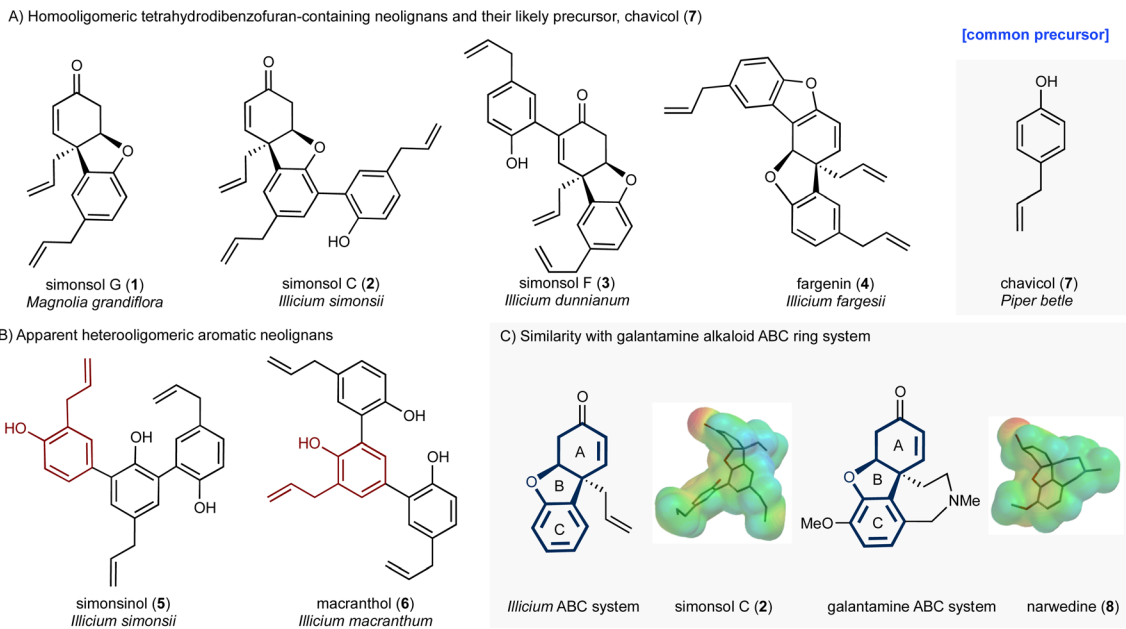 A) Homooligomeric tetrahydrodibenzofuran-containing neolignans and their likely precursor, chavicol (7)
[common precursor]
O
O
simonsol G (1)
Magnolia grandiflora
O
O
HO
simonsol C (2)
Illicium simonsii
O
OH
O
simonsol F (3)
Illicium dunnianum
O
O
fargenin (4)
Illicium fargesii
OH
chavicol (7)
Piper betle
B) Apparent heterooligomeric aromatic neolignans
HO
OH
OH
simonsinol (5)
Illicium simonsii
OH
HO
OH
macranthol (6)
Illicium macranthum
C) Similarity with galantamine alkaloid ABC ring system
O
A
O
B
C
Illicium ABC system
simonsol C (2)
O
A
O
B
NMe
MeO
C
galantamine ABC system
narwedine (8)